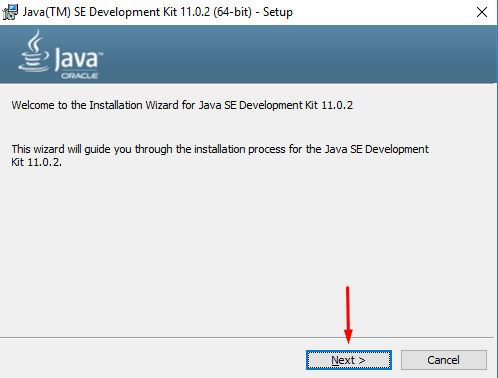 Java(TM) SE Development Kit 11.0.2 (64-bit) - Setup
Java™
ORACLE
Welcome to the Installation Wizard for Java SE Development Kit 11.0.2
This wizard will guide you through the installation process for the Java SE Development
Kit 11.0.2.
Next >
Cancel